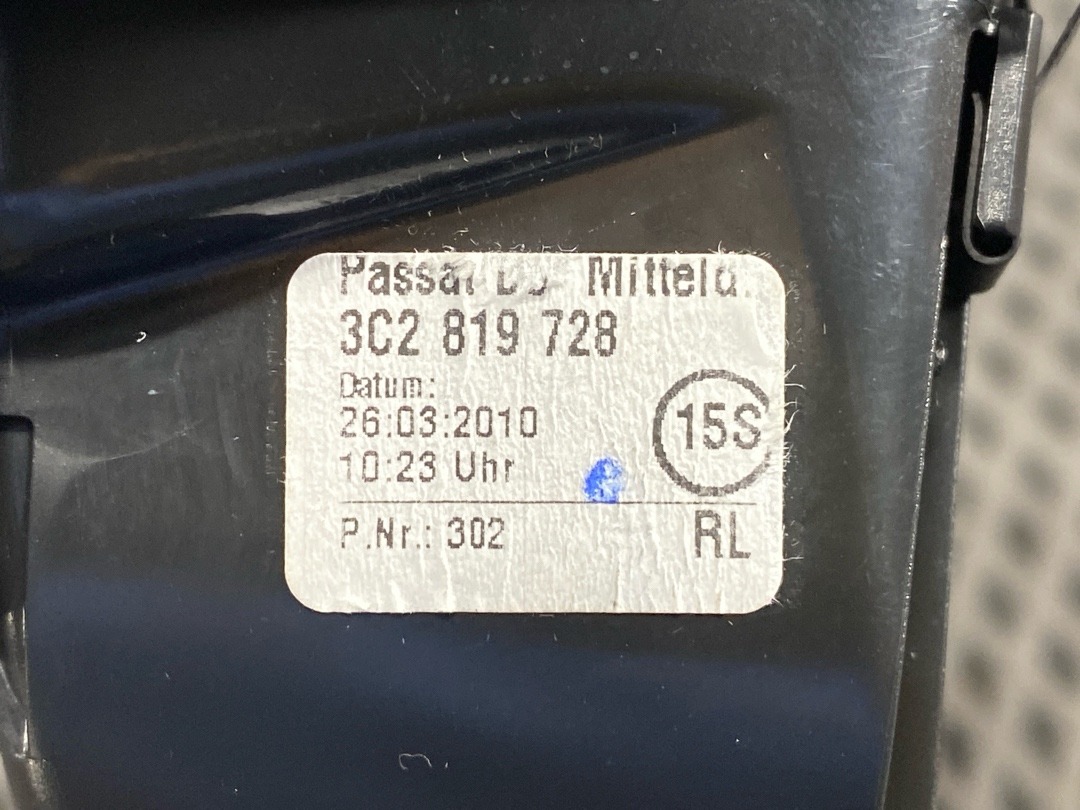 Passat Mitteld.
3C2 819 728
Datum:
26:03:2010
15S
10:23 Uhr
P.Nr.: 302
RL